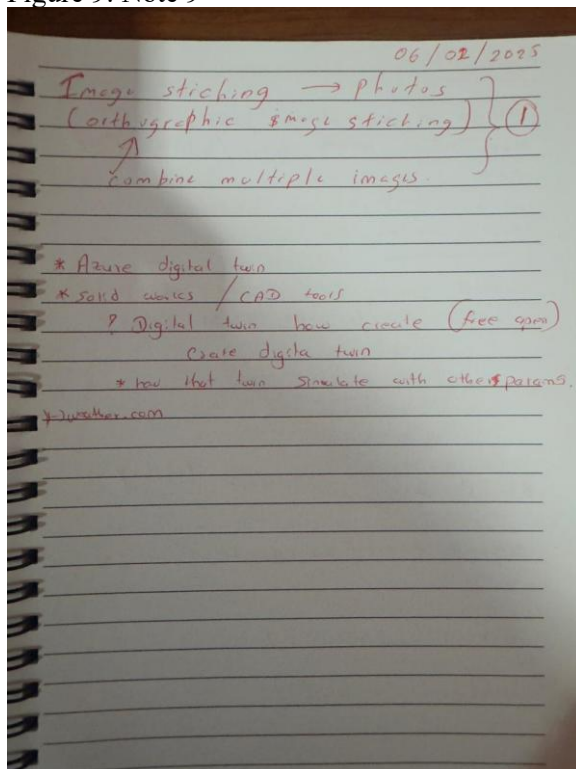 Figure 9: Note 9
06/02/2025
Image stiching → photos
(orthographic image stiching) } ①
combine multiple images.
* Azure digital twin
* Solid works / CAD tools
? Digital twin how create (free open)
Create digita twin
* how that twin simulate with others params.
weather.com